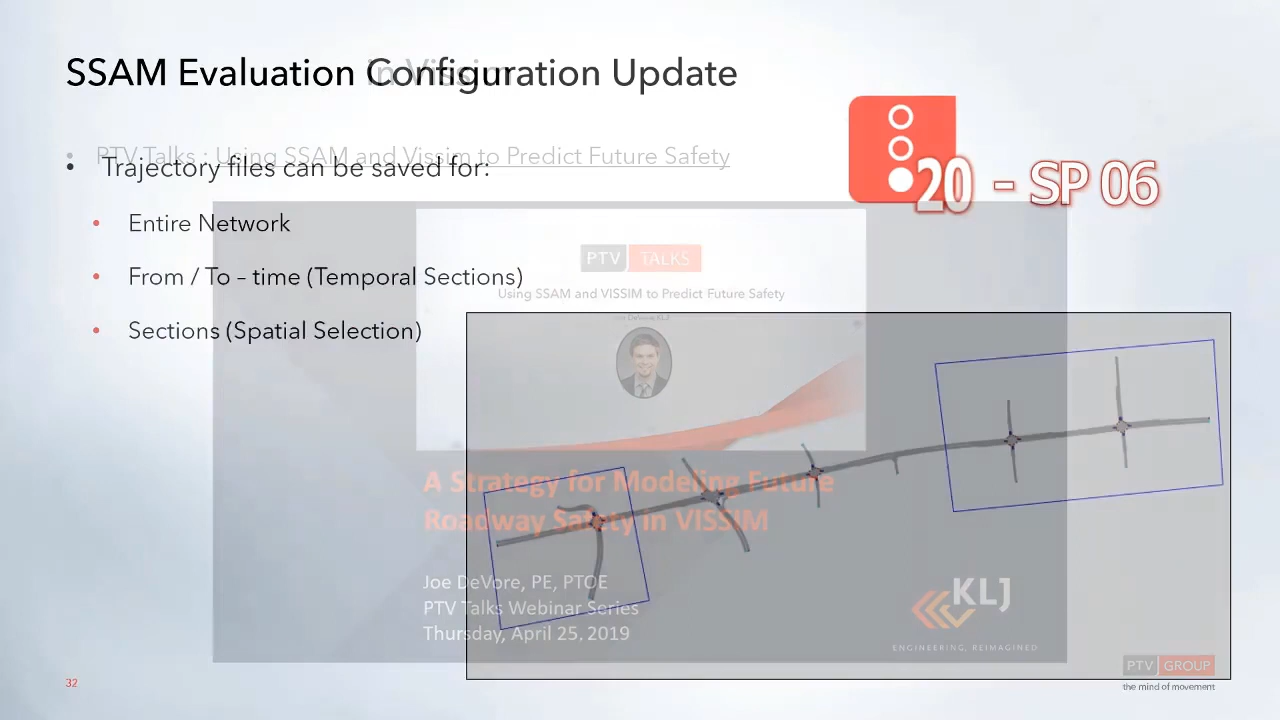 SSAM Evaluation Configuration Update
in Vissim
• PTV Talks : Using SSAM and Vissim to Predict Future Safety
• Trajectory files can be saved for:
• Entire Network
• From / To – time (Temporal Sections)
• Sections (Spatial Selection)
20 - SP 06
PTV TALKS
Using SSAM and VISSIM to Predict Future Safety
A Strategy for Modeling Future
Roadway Safety in VISSIM
Joe DeVore, PE, PTOE
PTV Talks Webinar Series
Thursday, April 25, 2019
KLJ
ENGINEERING, REIMAGINED
32
PTV GROUP
the mind of movement